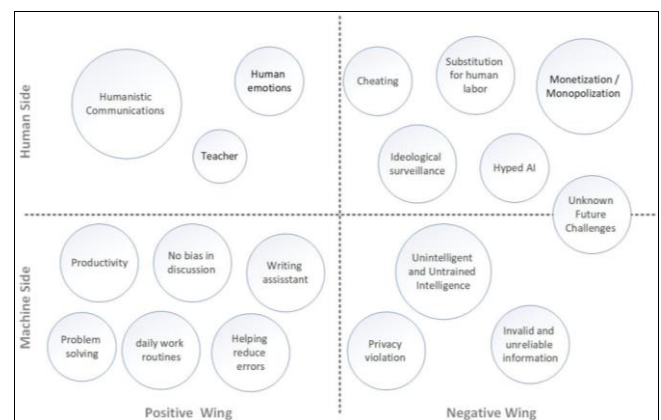 Human Side
Humanistic
Communications
Human
emotions
Teacher
Cheating
Substitution
for human
labor
Monetization /
Monopolization
Ideological
surveillance
Hyped AI
Unknown
Future
Challenges
Machine Side
Productivity
No bias in
discussion
Writing
assisstant
Problem
solving
daily work
routines
Helping
reduce
errors
Unintelligent
and Untrained
Intelligence
Privacy
violation
Invalid and
unreliable
information
Positive Wing
Negative Wing